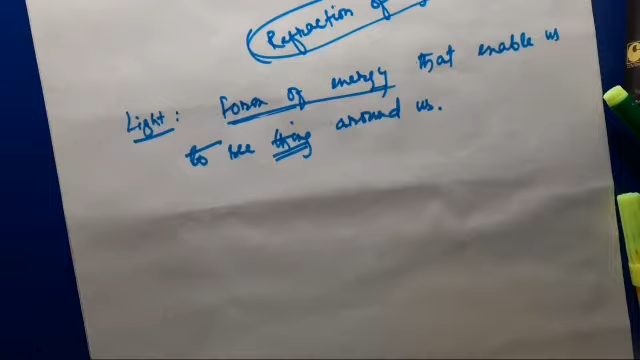 Refraction of
Light: Form of energy that enable us
to see thing around us.